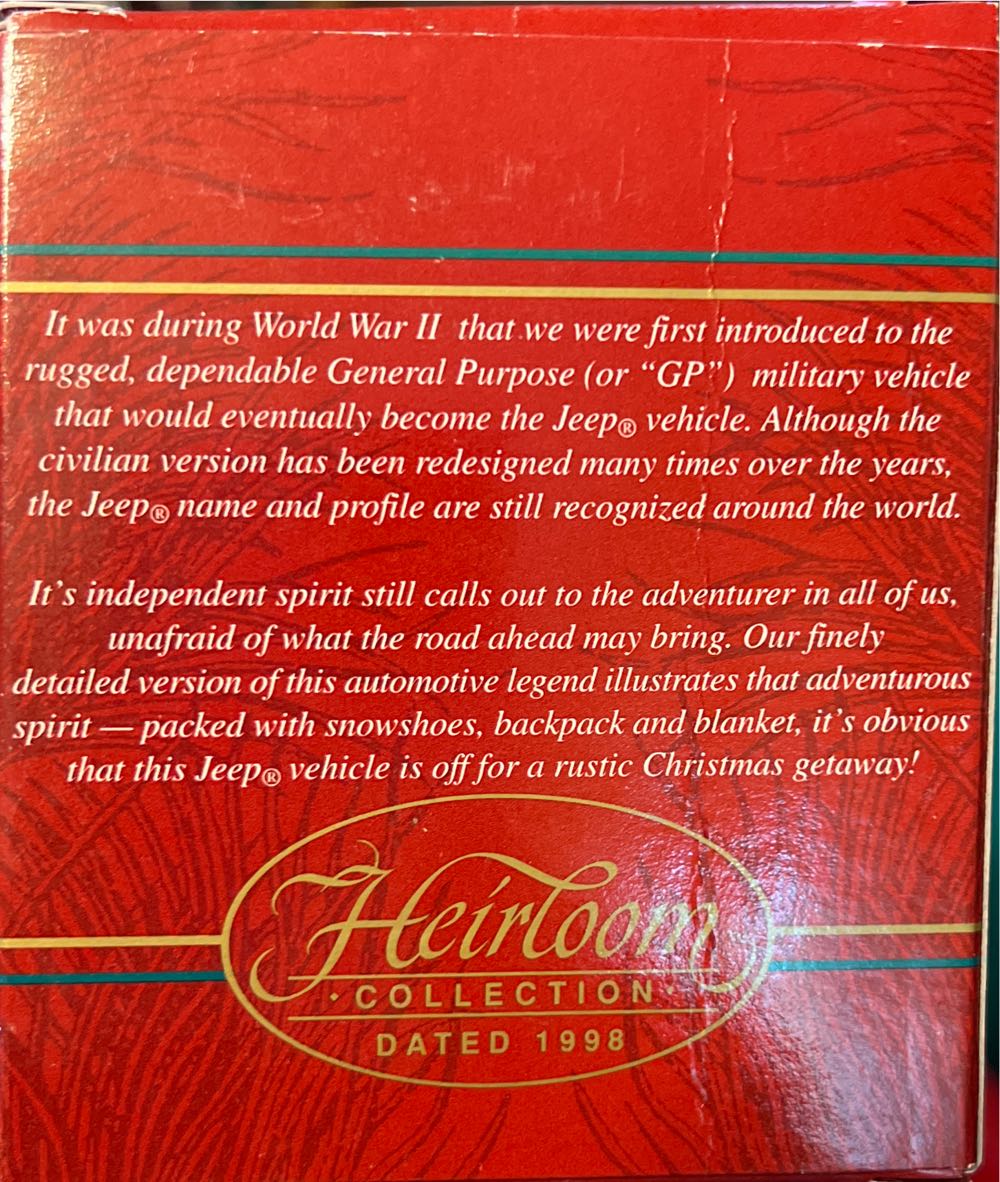 It was during World War II that we were first introduced to the
rugged, dependable General Purpose (or “GP”) military vehicle
that would eventually become the Jeep® vehicle. Although the
civilian version has been redesigned many times over the years,
the Jeep® name and profile are still recognized around the world.
It’s independent spirit still calls out to the adventurer in all of us,
unafraid of what the road ahead may bring. Our finely
detailed version of this automotive legend illustrates that adventurous
spirit — packed with snowshoes, backpack and blanket, it’s obvious
that this Jeep® vehicle is off for a rustic Christmas getaway!
Heirloom
· COLLECTION ·
DATED 1998